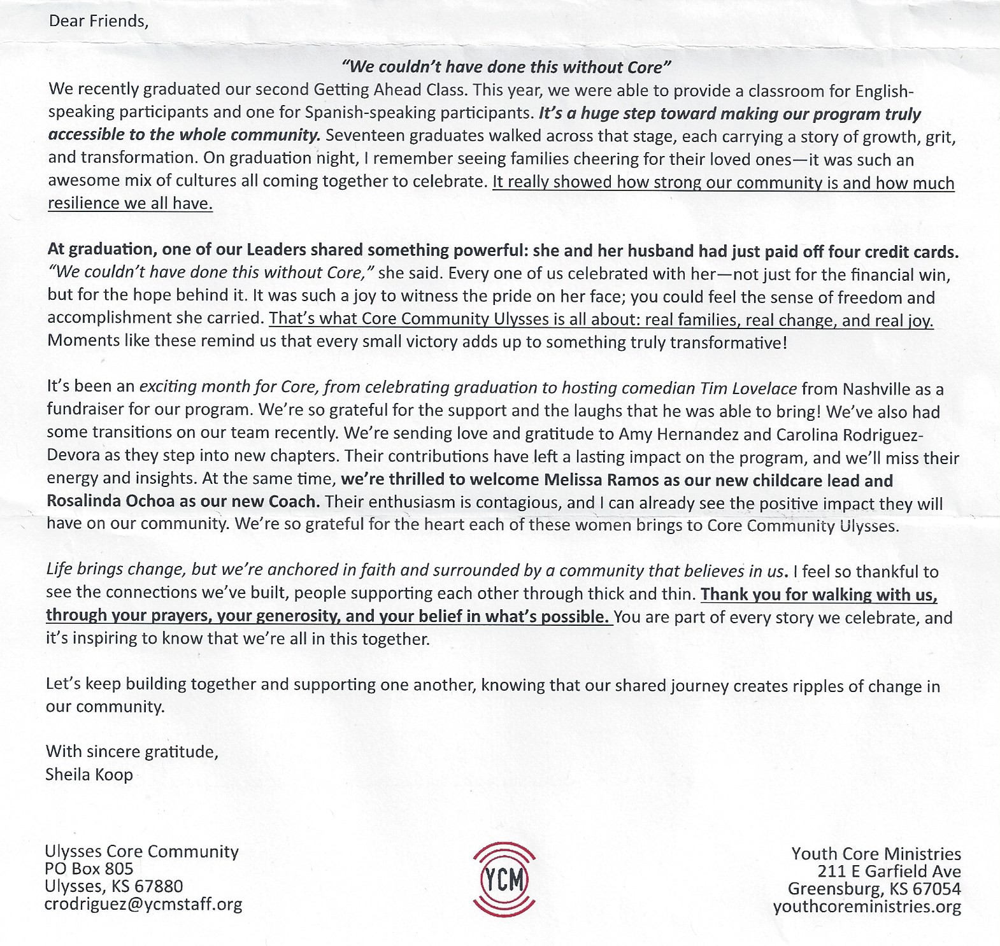 Dear Friends,
“We couldn’t have done this without Core”
We recently graduated our second Getting Ahead Class. This year, we were able to provide a classroom for English-
speaking participants and one for Spanish-speaking participants. It’s a huge step toward making our program truly
accessible to the whole community. Seventeen graduates walked across that stage, each carrying a story of growth, grit,
and transformation. On graduation night, I remember seeing families cheering for their loved ones—it was such an
awesome mix of cultures all coming together to celebrate. It really showed how strong our community is and how much
resilience we all have.
At graduation, one of our Leaders shared something powerful: she and her husband had just paid off four credit cards.
“We couldn’t have done this without Core,” she said. Every one of us celebrated with her—not just for the financial win,
but for the hope behind it. It was such a joy to witness the pride on her face; you could feel the sense of freedom and
accomplishment she carried. That’s what Core Community Ulysses is all about: real families, real change, and real joy.
Moments like these remind us that every small victory adds up to something truly transformative!
It’s been an exciting month for Core, from celebrating graduation to hosting comedian Tim Lovelace from Nashville as a
fundraiser for our program. We’re so grateful for the support and the laughs that he was able to bring! We’ve also had
some transitions on our team recently. We’re sending love and gratitude to Amy Hernandez and Carolina Rodriguez-
Devora as they step into new chapters. Their contributions have left a lasting impact on the program, and we’ll miss their
energy and insights. At the same time, we’re thrilled to welcome Melissa Ramos as our new childcare lead and
Rosalinda Ochoa as our new Coach. Their enthusiasm is contagious, and I can already see the positive impact they will
have on our community. We’re so grateful for the heart each of these women brings to Core Community Ulysses.
Life brings change, but we’re anchored in faith and surrounded by a community that believes in us. I feel so thankful to
see the connections we’ve built, people supporting each other through thick and thin. Thank you for walking with us,
through your prayers, your generosity, and your belief in what’s possible. You are part of every story we celebrate, and
it’s inspiring to know that we’re all in this together.
Let’s keep building together and supporting one another, knowing that our shared journey creates ripples of change in
our community.
With sincere gratitude,
Sheila Koop
Ulysses Core Community
PO Box 805
Ulysses, KS 67880
crodriguez@ycmstaff.org
YCM
Youth Core Ministries
211 E Garfield Ave
Greensburg, KS 67054
youthcoreministries.org